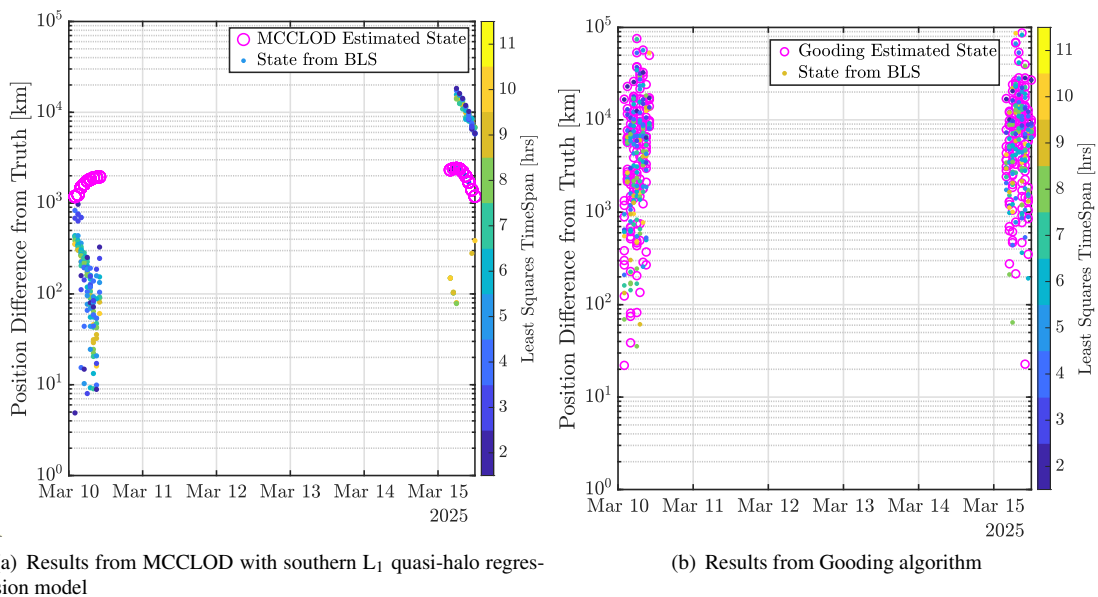 10^5
10^4
10^3
10^2
10^1
10^0
Position Difference from Truth [km]
MCCLOD Estimated State
State from BLS
Mar 10
Mar 11
Mar 12
Mar 13
Mar 14
Mar 15
2025
11
10
9
8
7
6
5
4
3
2
Least Squares TimeSpan [hrs]
a) Results from MCCLOD with southern L₁ quasi-halo regres-
sion model
10^5
10^4
10^3
10^2
10^1
10^0
Position Difference from Truth [km]
Gooding Estimated State
State from BLS
Mar 10
Mar 11
Mar 12
Mar 13
Mar 14
Mar 15
2025
11
10
9
8
7
6
5
4
3
2
Least Squares TimeSpan [hrs]
(b) Results from Gooding algorithm